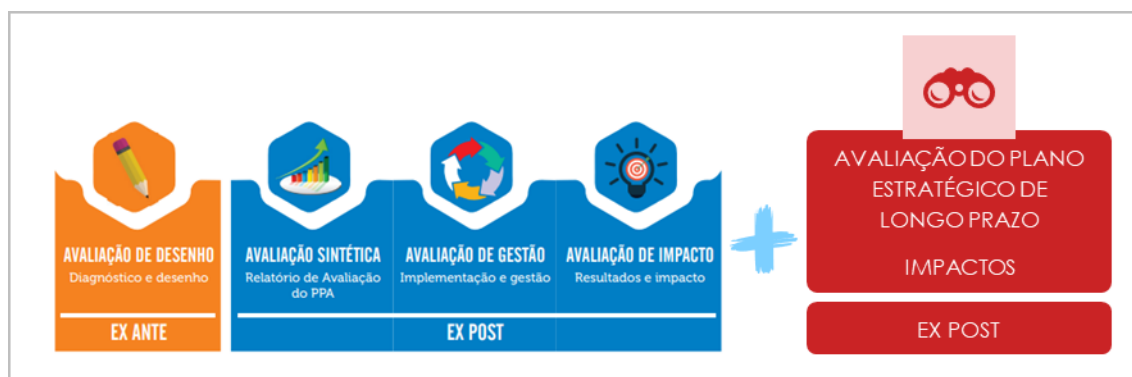 AVALIAÇÃO DE DESENHO
Diagnóstico e desenho
EX ANTE
AVALIAÇÃO SINTÉTICA
Relatório de Avaliação
do PPA
AVALIAÇÃO DE GESTÃO
Implementação e gestão
AVALIAÇÃO DE IMPACTO
Resultados e impacto
EX POST
AVALIAÇÃO DO PLANO
ESTRATÉGICO DE
LONGO PRAZO
IMPACTOS
EX POST